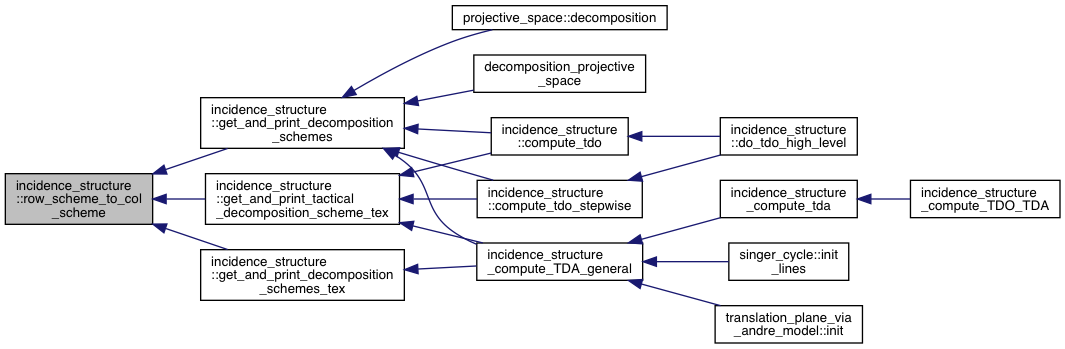 incidence_structure
::row_scheme_to_col
_scheme
incidence_structure
::get_and_print_decomposition
_schemes
incidence_structure
::get_and_print_tactical
_decomposition_scheme_tex
incidence_structure
::get_and_print_decomposition
_schemes_tex
projective_space::decomposition
decomposition_projective
_space
incidence_structure
::compute_tdo
incidence_structure
::compute_tdo_stepwise
incidence_structure
_compute_TDA_general
incidence_structure
::do_tdo_high_level
incidence_structure
_compute_tda
singer_cycle::init
_lines
translation_plane_via
_andre_model::init
incidence_structure
_compute_TDO_TDA